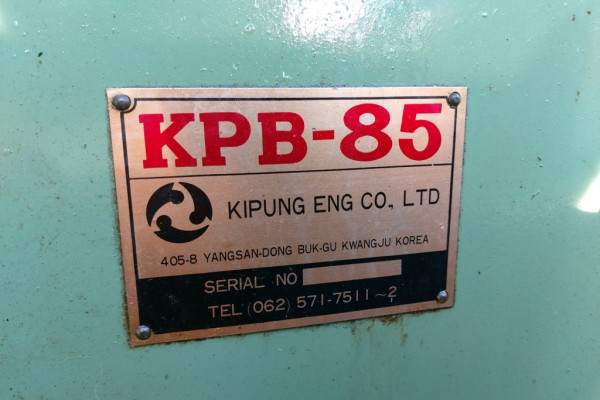 KPB-85
KIPUNG ENG CO., LTD
405-8 YANGSAN-DONG BUK-GU KWANGJU KOREA
SERIAL NO
TEL (062) 571-7511~2